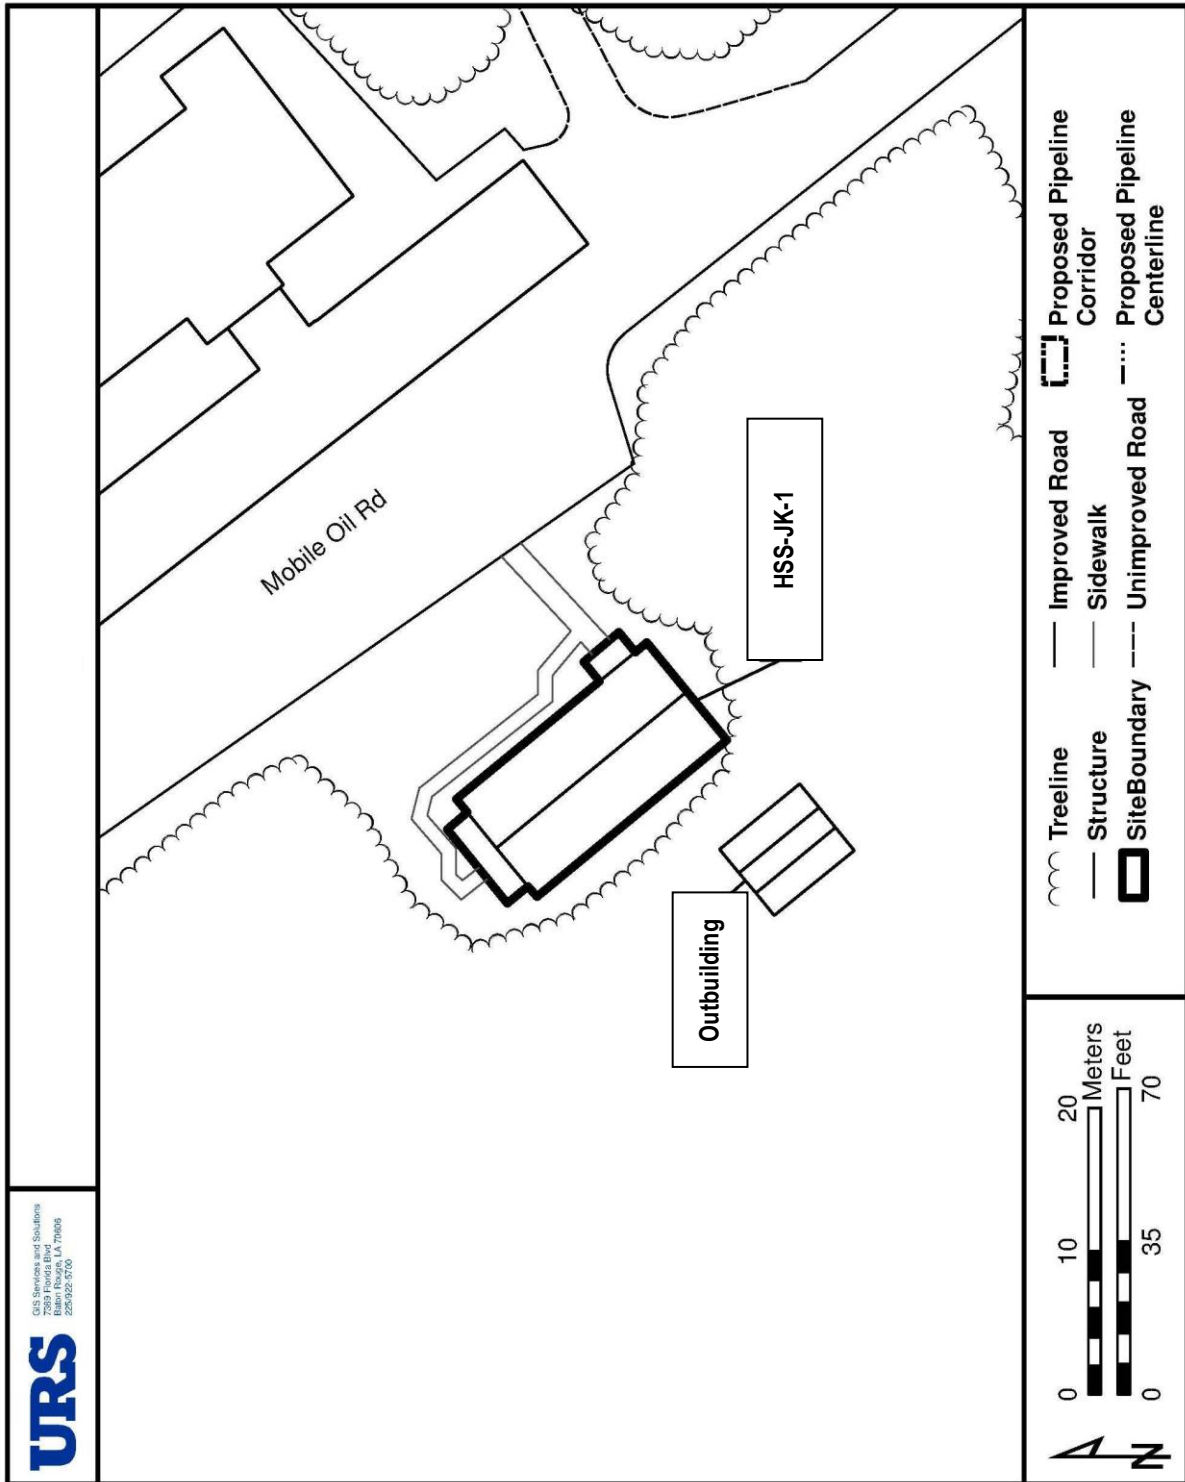 URS
GIS Services and Solutions
7389 Florida Blvd
Baton Rouge, LA 70806
225/922-5700
Mobile Oil Rd
HSS-JK-1
Outbuilding
0 10 20
Meters
Feet
0 35 70
N
Treeline
Structure
SiteBoundary
Improved Road
Sidewalk
Unimproved Road
Proposed Pipeline
Corridor
Proposed Pipeline
Centerline